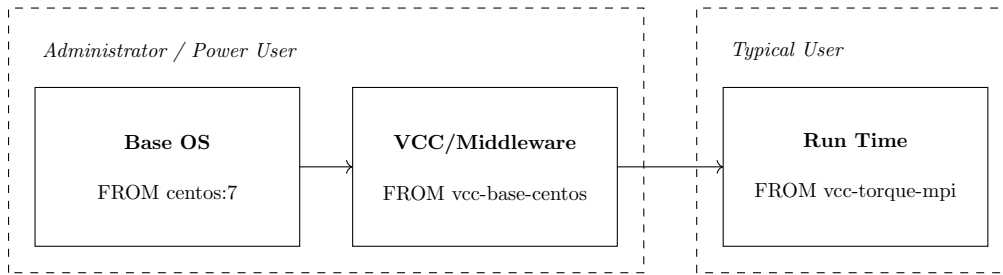 Administrator / Power User
Base OS
FROM centos:7
VCC/Middleware
FROM vcc-base-centos
Typical User
Run Time
FROM vcc-torque-mpi